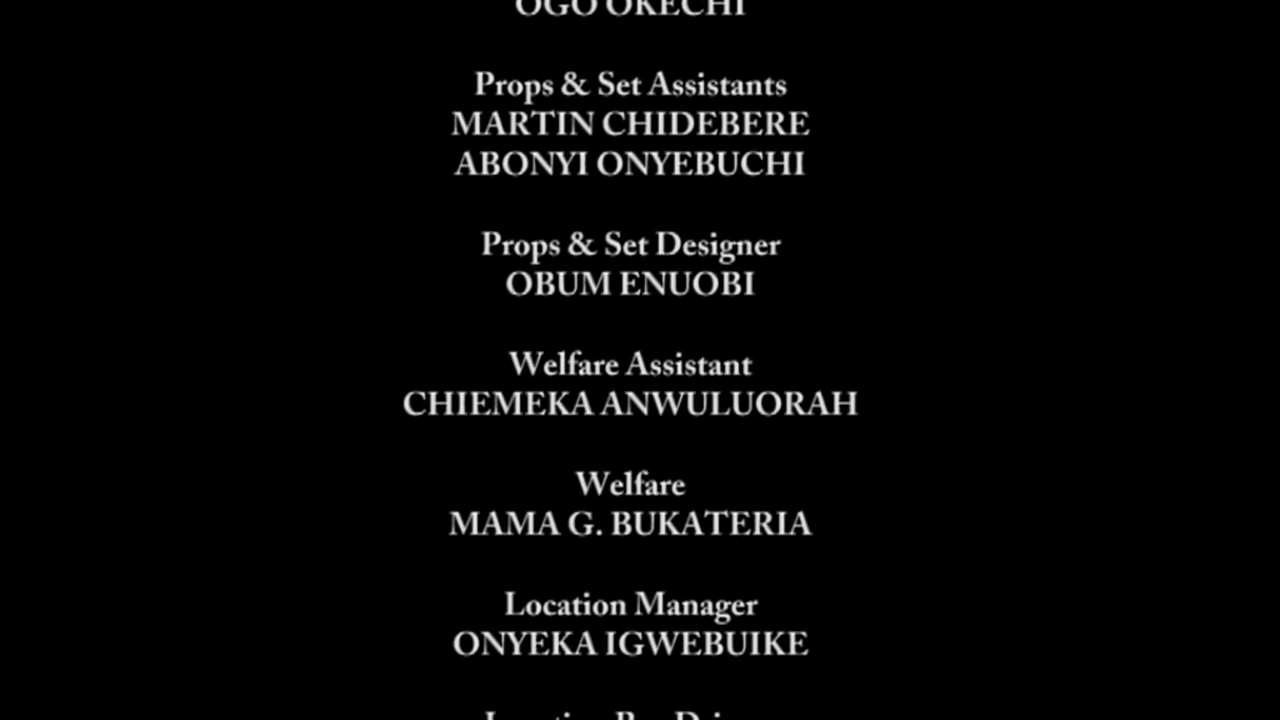 OGO OKECHI
Props & Set Assistants
MARTIN CHIDEBERE
ABONYI ONYEBUCHI
Props & Set Designer
OBUM ENUOBI
Welfare Assistant
CHIEMEKA ANWULUORAH
Welfare
MAMA G. BUKATERIA
Location Manager
ONYEKA IGWEBUIKE